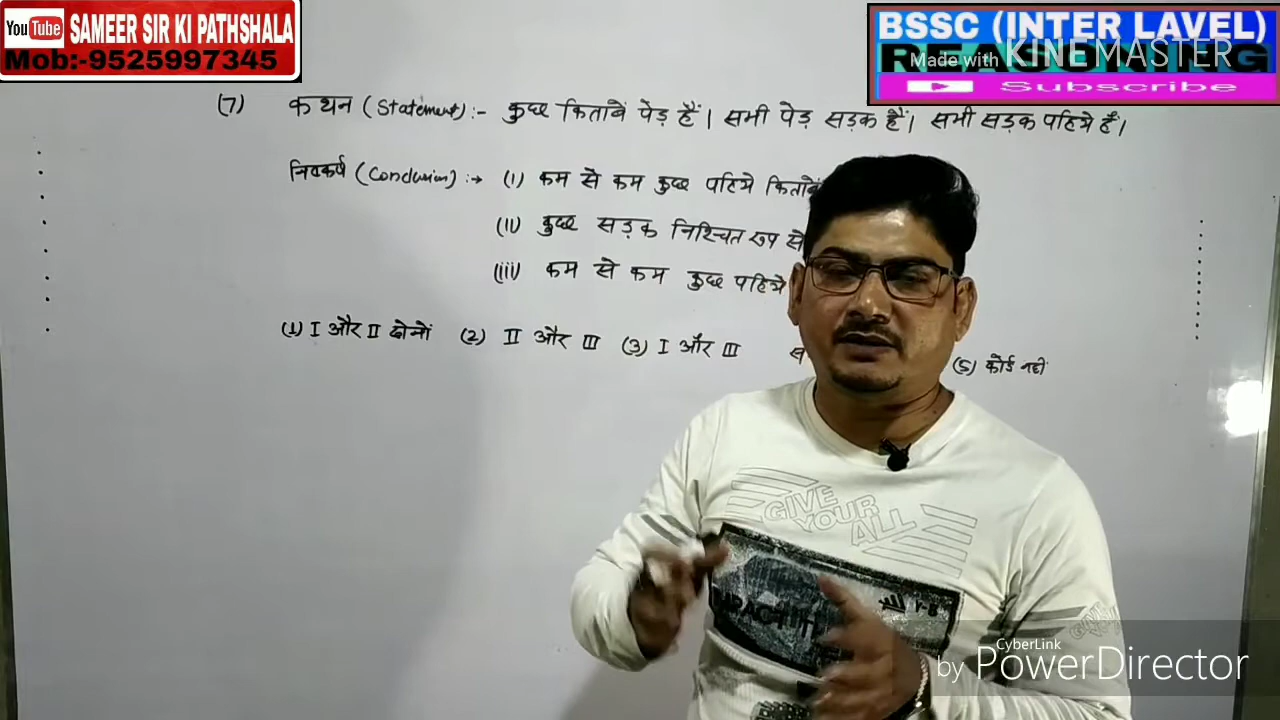 YouTube SAMEER SIR KI PATHSHALA
Mob:-9525997345
BSSC (INTER LAVEL)
REASONING
Made with KINEMASTER
Subscribe
(7) कथन (Statement):- कुछ किताबें पेड़ हैं। सभी पेड़ सड़क हैं। सभी सड़क पहिये हैं।
निष्कर्ष (Conclusion):→ (i) कम से कम कुछ पहिये किताबें
(ii) कुछ सड़क निश्चित रूप से
(iii) कम से कम कुछ पहिये
(1) I और II दोनों (2) II और III (3) I और III (5) कोई नहीं
GIVE
YOUR
ALL
CyberLink
by PowerDirector